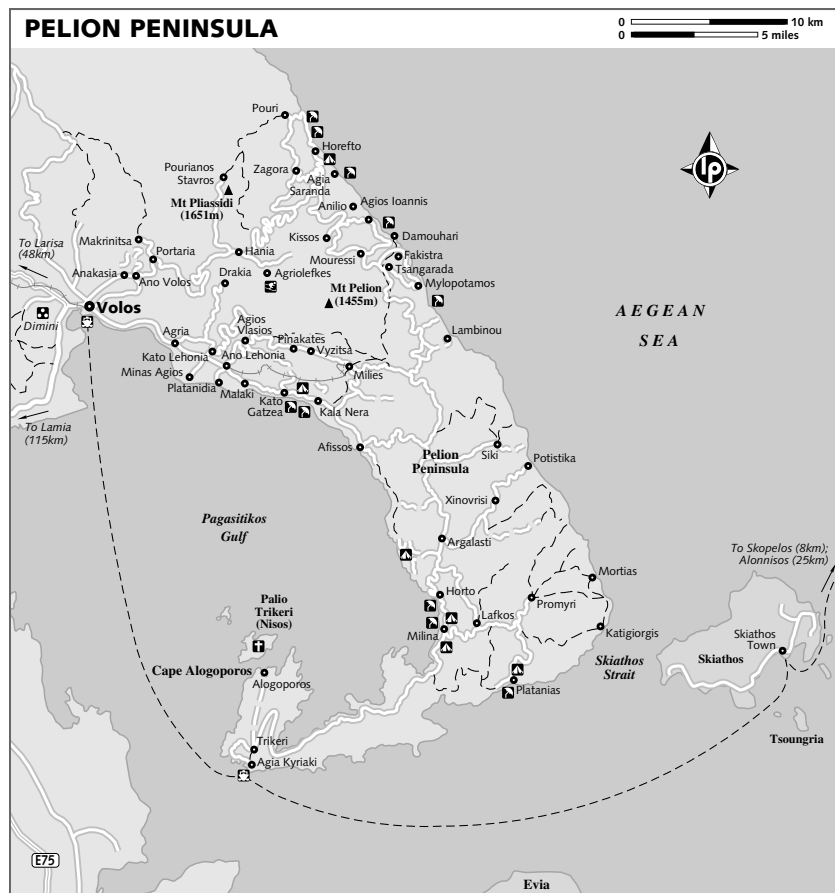 PELION PENINSULA
0 10 km
0 5 miles
Pouri
Horefto
Pourianos
Stavros
Zagora
Agia
Saranda
Mt Pliassidi
(1651m)
Anilio
Agios Ioannis
lp
To Larisa
(48km)
Makrinitsa
Portaria
Kissos
Damouhari
Hania
Mouressi
Fakistra
Tsangarada
Anakasia
Ano Volos
Drakia
Agriolefkes
Mt Pelion
(1455m)
Mylopotamos
Volos
Dimini
AEGEAN
SEA
Agios
Vlasios
Lambinou
Agria
Pinakates
Kato Lehonia
Ano Lehonia
Vyzitsa
Minas Agios
Milies
Platanidia
Malaki
Kato
Gatzea
Kala Nera
To Lamia
(115km)
Afissos
Pelion
Peninsula
Siki
Potistika
Xinovrisi
Pagasitikos
Gulf
Argalasti
To Skopelos (8km);
Alonnisos (25km)
Mortias
Palio
Trikeri
(Nisos)
Horto
Promyri
Lafkos
Milina
Katigiorgis
Skiathos
Town
Skiathos
Skiathos
Strait
Cape Alogoporos
Alogoporos
Platanias
Tsoungria
Trikeri
Agia Kyriaki
E75
Evia